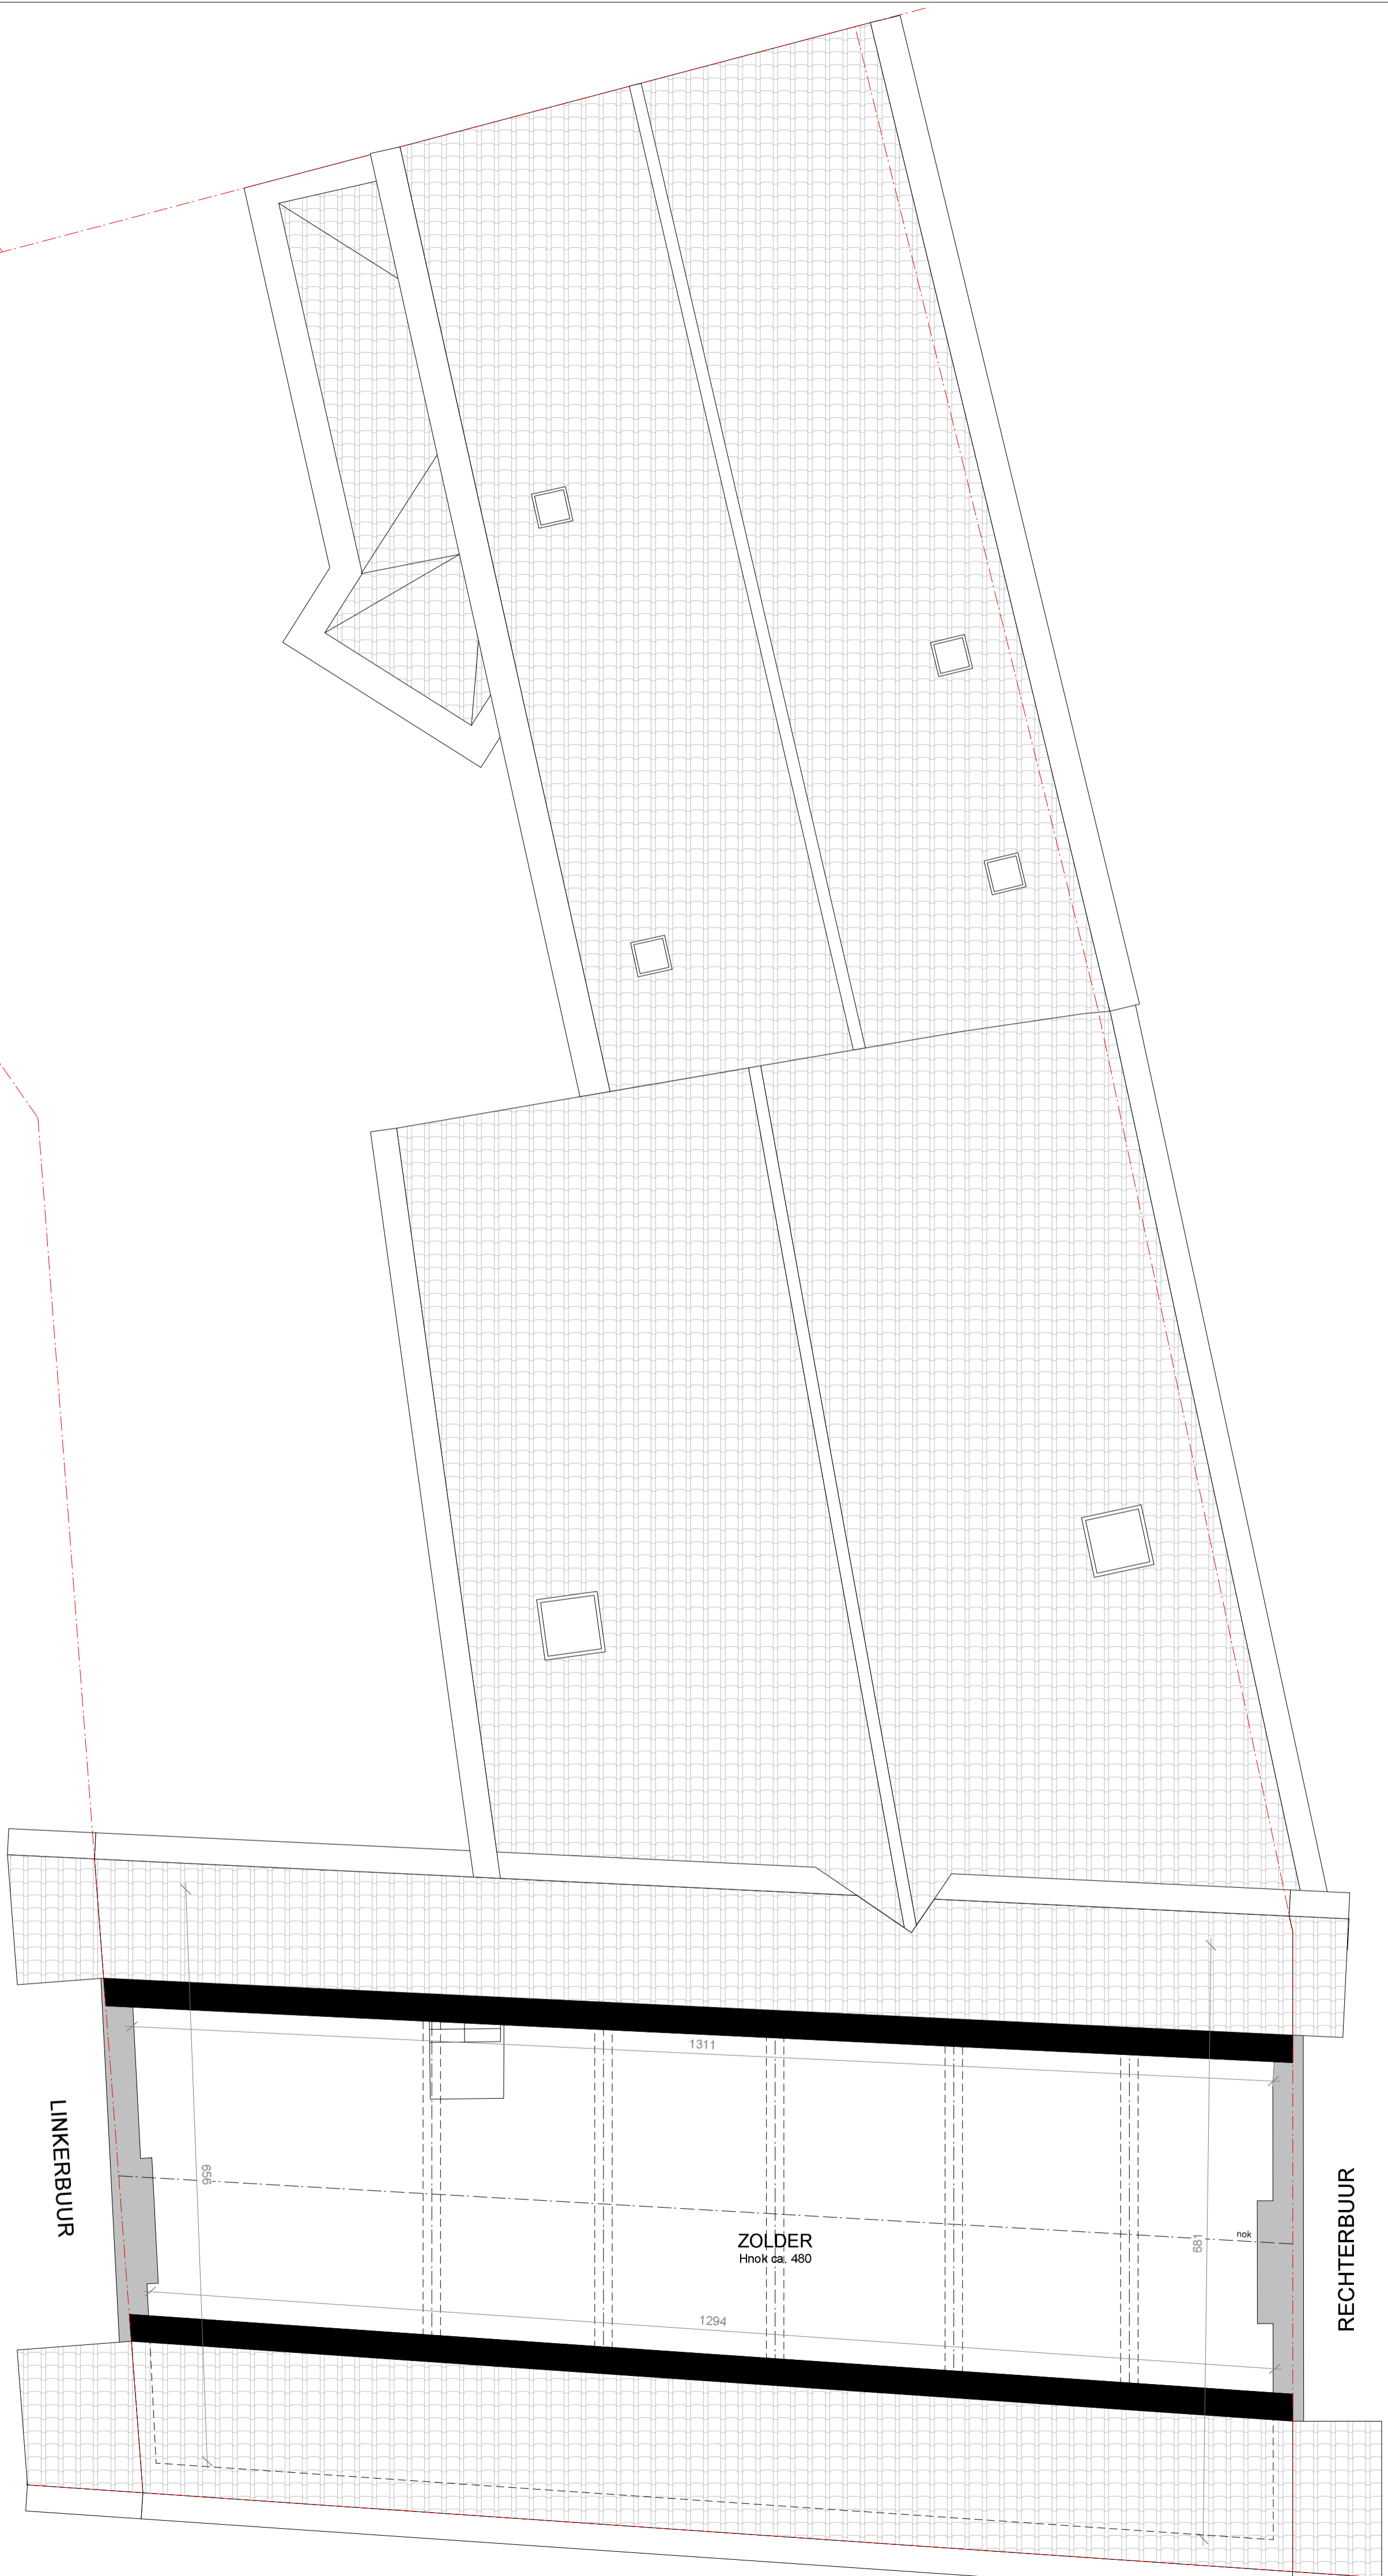 1311
LINKERBUUR
656
RECHTERBUUR
nok
681
ZOLDER
Hnok ca. 480
1294